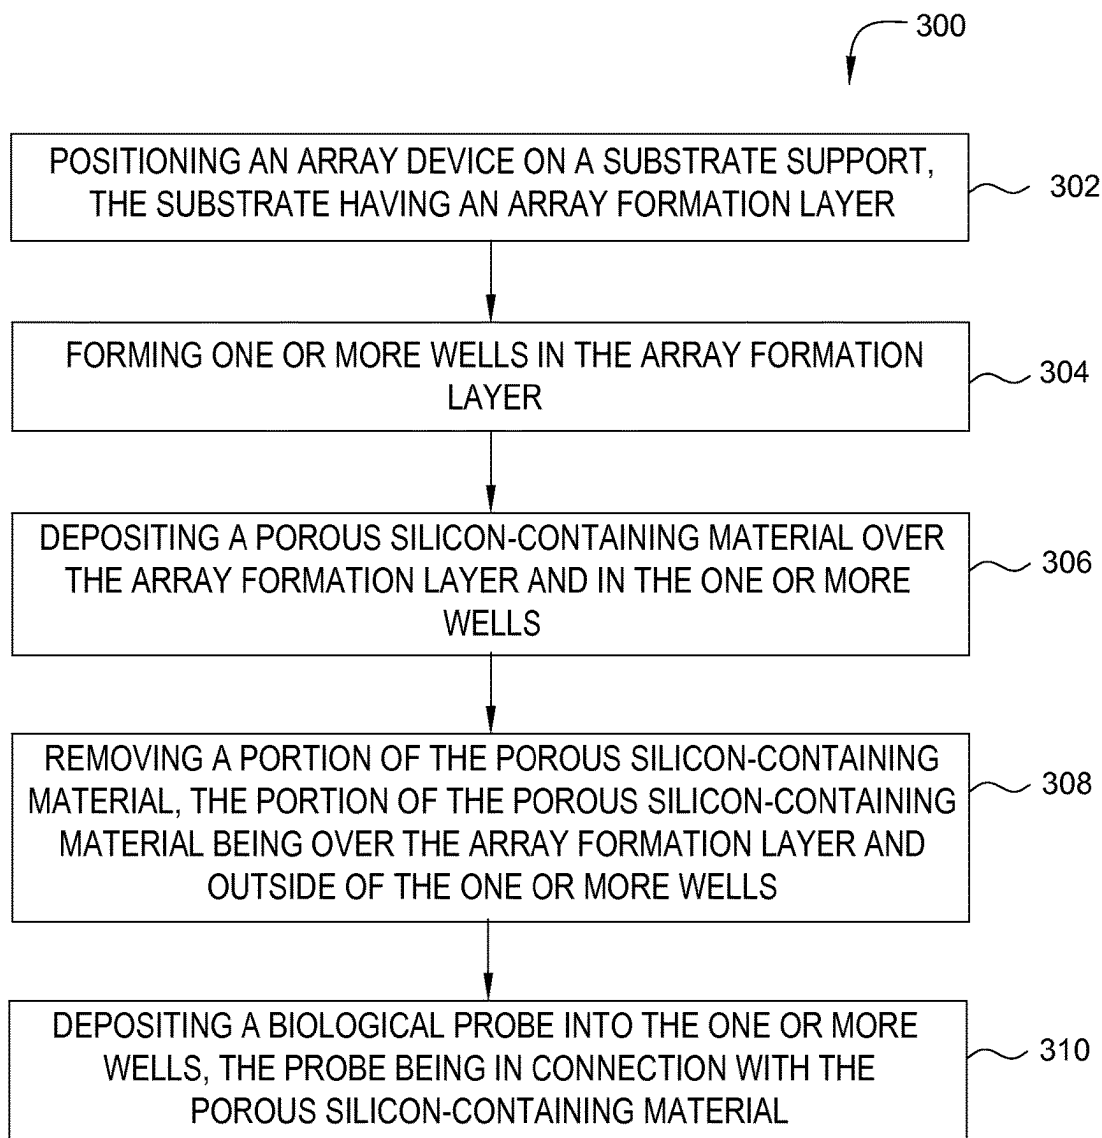 300
POSITIONING AN ARRAY DEVICE ON A SUBSTRATE SUPPORT,
THE SUBSTRATE HAVING AN ARRAY FORMATION LAYER
302
FORMING ONE OR MORE WELLS IN THE ARRAY FORMATION
LAYER
304
DEPOSITING A POROUS SILICON-CONTAINING MATERIAL OVER
THE ARRAY FORMATION LAYER AND IN THE ONE OR MORE
WELLS
306
REMOVING A PORTION OF THE POROUS SILICON-CONTAINING
MATERIAL, THE PORTION OF THE POROUS SILICON-CONTAINING
MATERIAL BEING OVER THE ARRAY FORMATION LAYER AND
OUTSIDE OF THE ONE OR MORE WELLS
308
DEPOSITING A BIOLOGICAL PROBE INTO THE ONE OR MORE
WELLS, THE PROBE BEING IN CONNECTION WITH THE
POROUS SILICON-CONTAINING MATERIAL
310